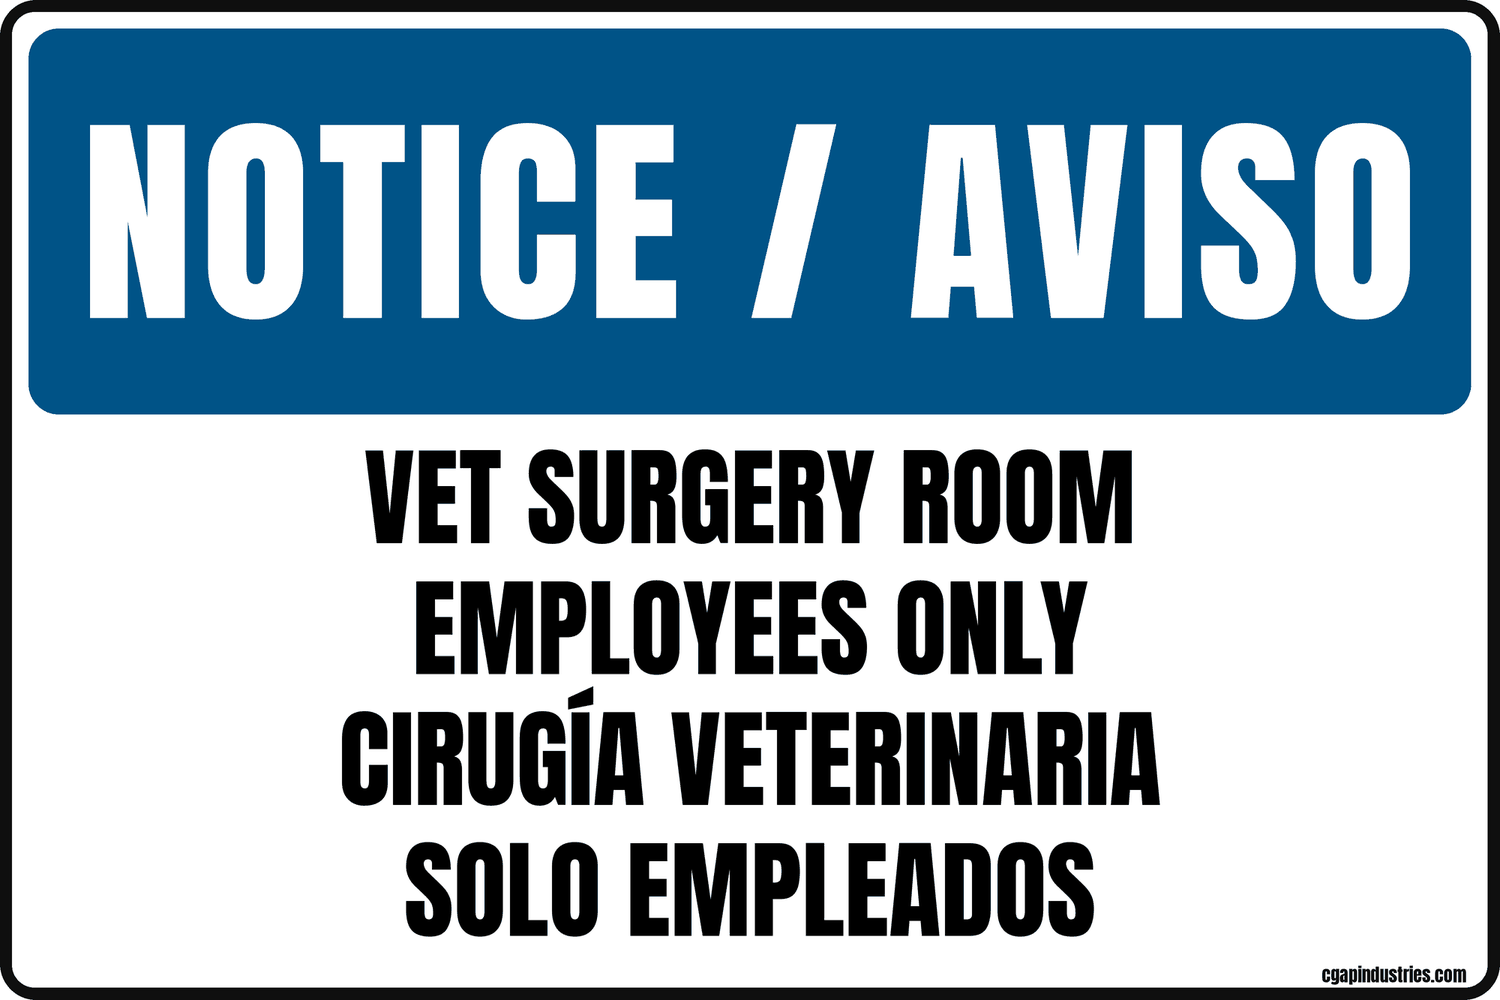 NOTICE / AVISO
VET SURGERY ROOM
EMPLOYEES ONLY
CIRUGÍA VETERINARIA
SOLO EMPLEADOS
cgapindustries.com